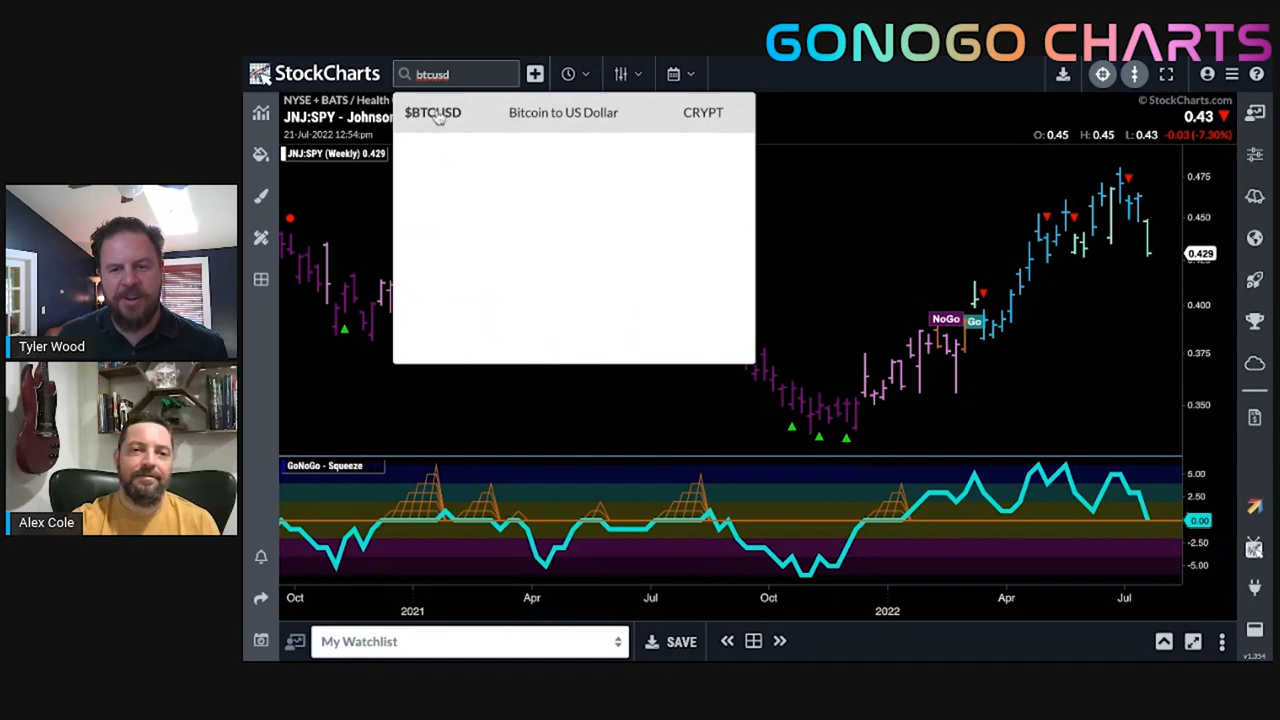 GONOGO CHARTS
StockCharts
btcusd
$BTCUSD Bitcoin to US Dollar CRYPT
NYSE + BATS / Health
© StockCharts.com
JNJ:SPY - Johnson
0.43
21-Jul-2022 12:54:pm
O: 0.45 H: 0.45 L: 0.43 -0.03 (-7.30%)
JNJ:SPY (Weekly) 0.429
0.475
0.450
0.429
0.400
0.375
0.350
NoGo
Go
Tyler Wood
Alex Cole
GoNoGo - Squeeze
5.00
2.50
0.00
-2.50
-5.00
Oct
2021
Apr
Jul
Oct
2022
Apr
Jul
My Watchlist
SAVE
v1.354